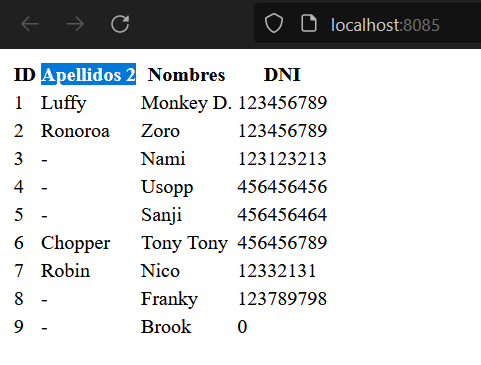 localhost:8085
ID Apellidos 2 Nombres DNI
1 Luffy Monkey D. 123456789
2 Ronoroa Zoro 123456789
3 - Nami 123123213
4 - Usopp 456456456
5 - Sanji 456456464
6 Chopper Tony Tony 456456789
7 Robin Nico 12332131
8 - Franky 123789798
9 - Brook 0